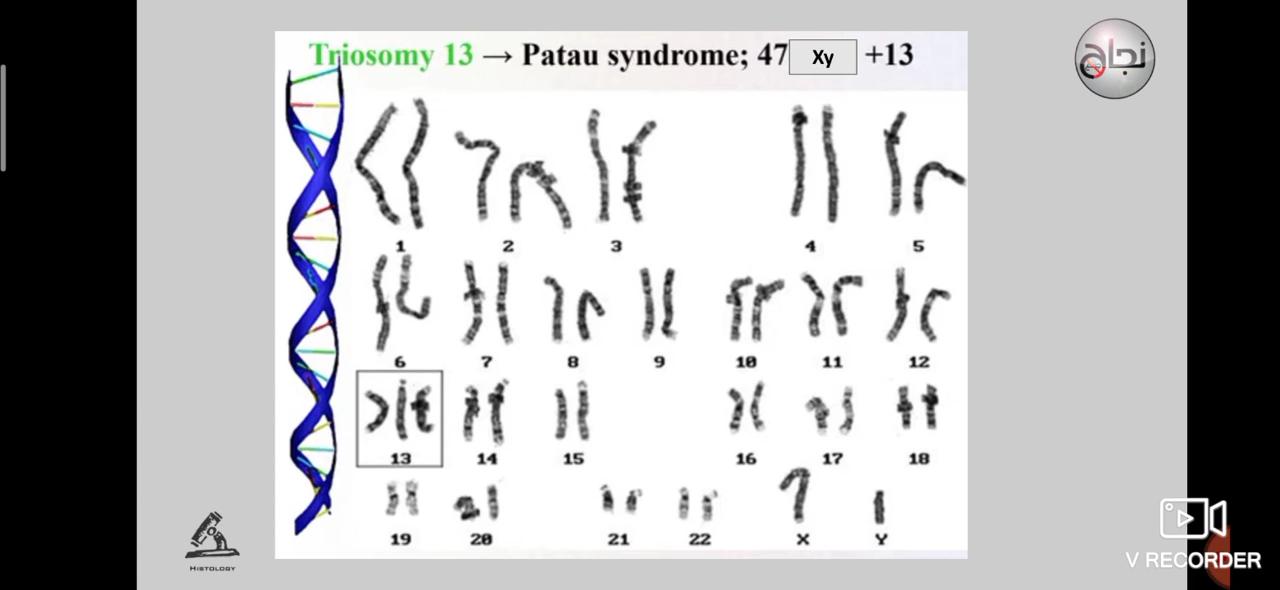 Triosomy 13 → Patau syndrome; 47 Xy +13
نجاة
1 2 3 4 5
6 7 8 9 10 11 12
13 14 15 16 17 18
19 20 21 22 X Y
HISTOLOGY
V RECORDER